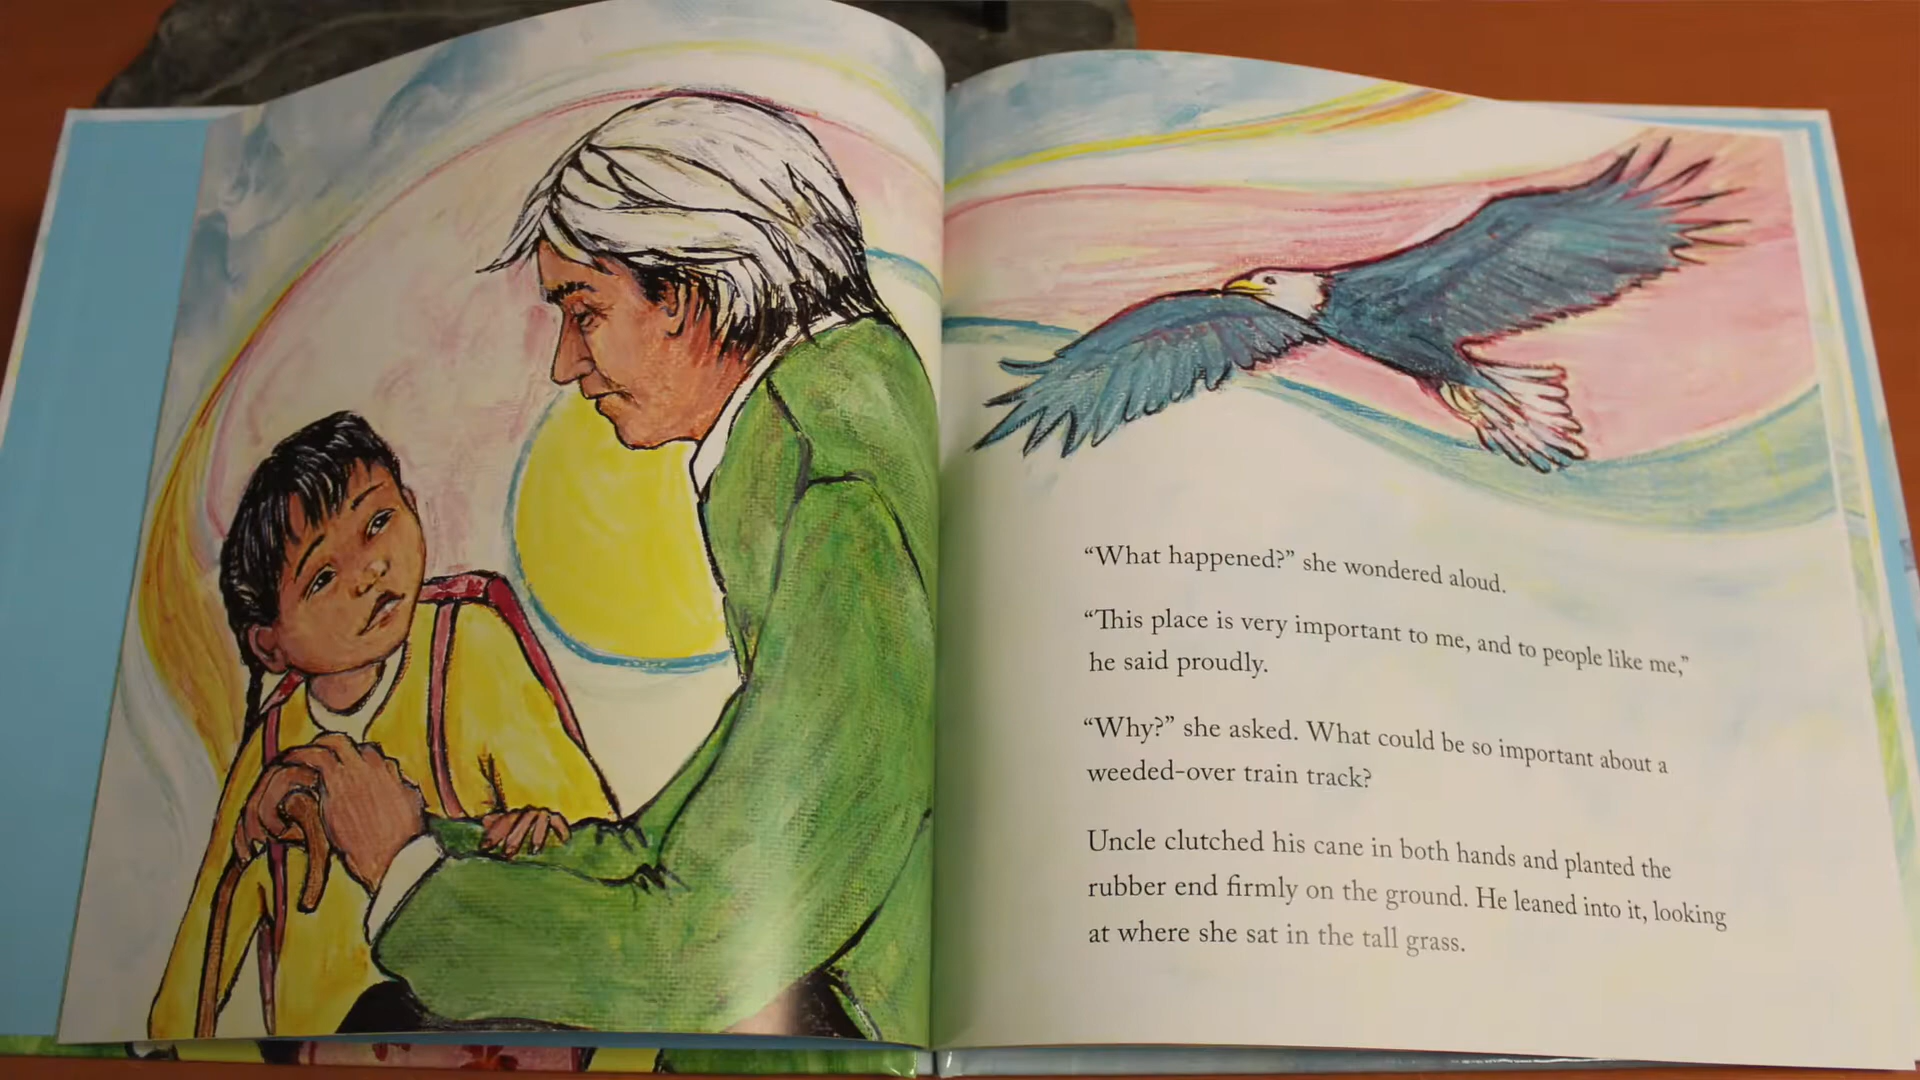 “What happened?” she wondered aloud.
“This place is very important to me, and to people like me,”
he said proudly.
“Why?” she asked. What could be so important about a
weeded-over train track?
Uncle clutched his cane in both hands and planted the
rubber end firmly on the ground. He leaned into it, looking
at where she sat in the tall grass.